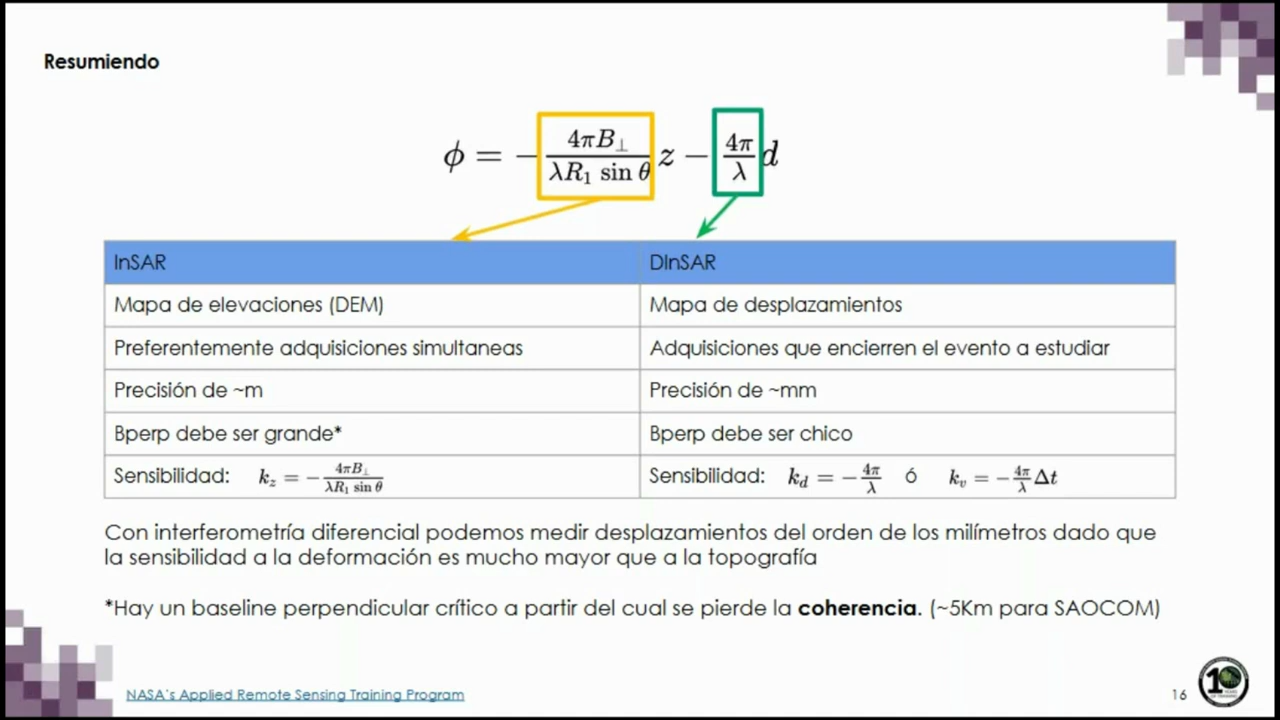 Resumiendo
ϕ = − 4πB⊥ / λR₁ sin θ z − 4π / λ d
InSAR DInSAR
Mapa de elevaciones (DEM) Mapa de desplazamientos
Preferentemente adquisiciones simultaneas Adquisiciones que encierren el evento a estudiar
Precisión de ~m Precisión de ~mm
Bperp debe ser grande* Bperp debe ser chico
Sensibilidad: k_z = − 4πB⊥ / λR₁ sin θ Sensibilidad: k_d = − 4π / λ ó k_v = − 4π / λ Δt
Con interferometría diferencial podemos medir desplazamientos del orden de los milímetros dado que
la sensibilidad a la deformación es mucho mayor que a la topografía
*Hay un baseline perpendicular crítico a partir del cual se pierde la coherencia. (~5Km para SAOCOM)
NASA's Applied Remote Sensing Training Program
16
10